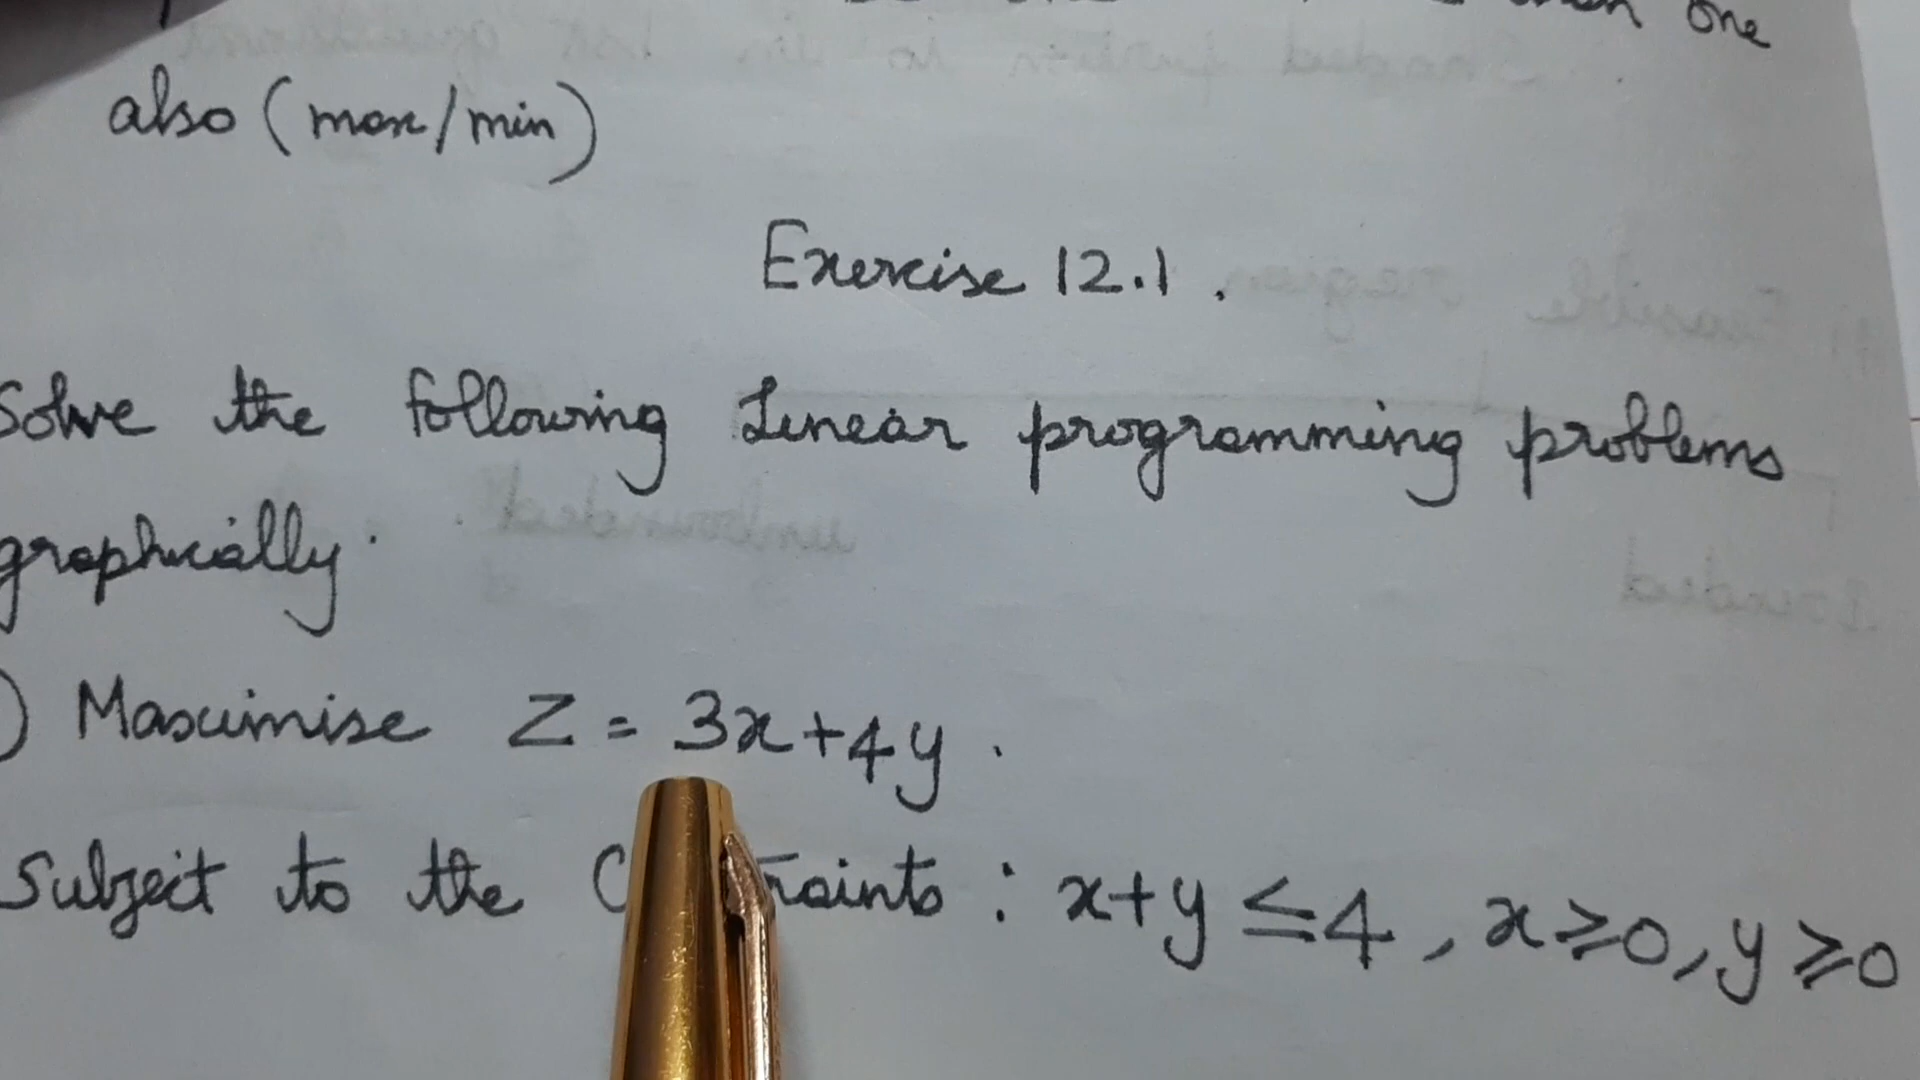 one
also (max/min)
Exercise 12.1.
Solve the following Linear programming problems
graphically.
) Maximise Z = 3x+4y.
Subject to the C traints : x+y ≤ 4, x ≥ 0, y ≥ 0